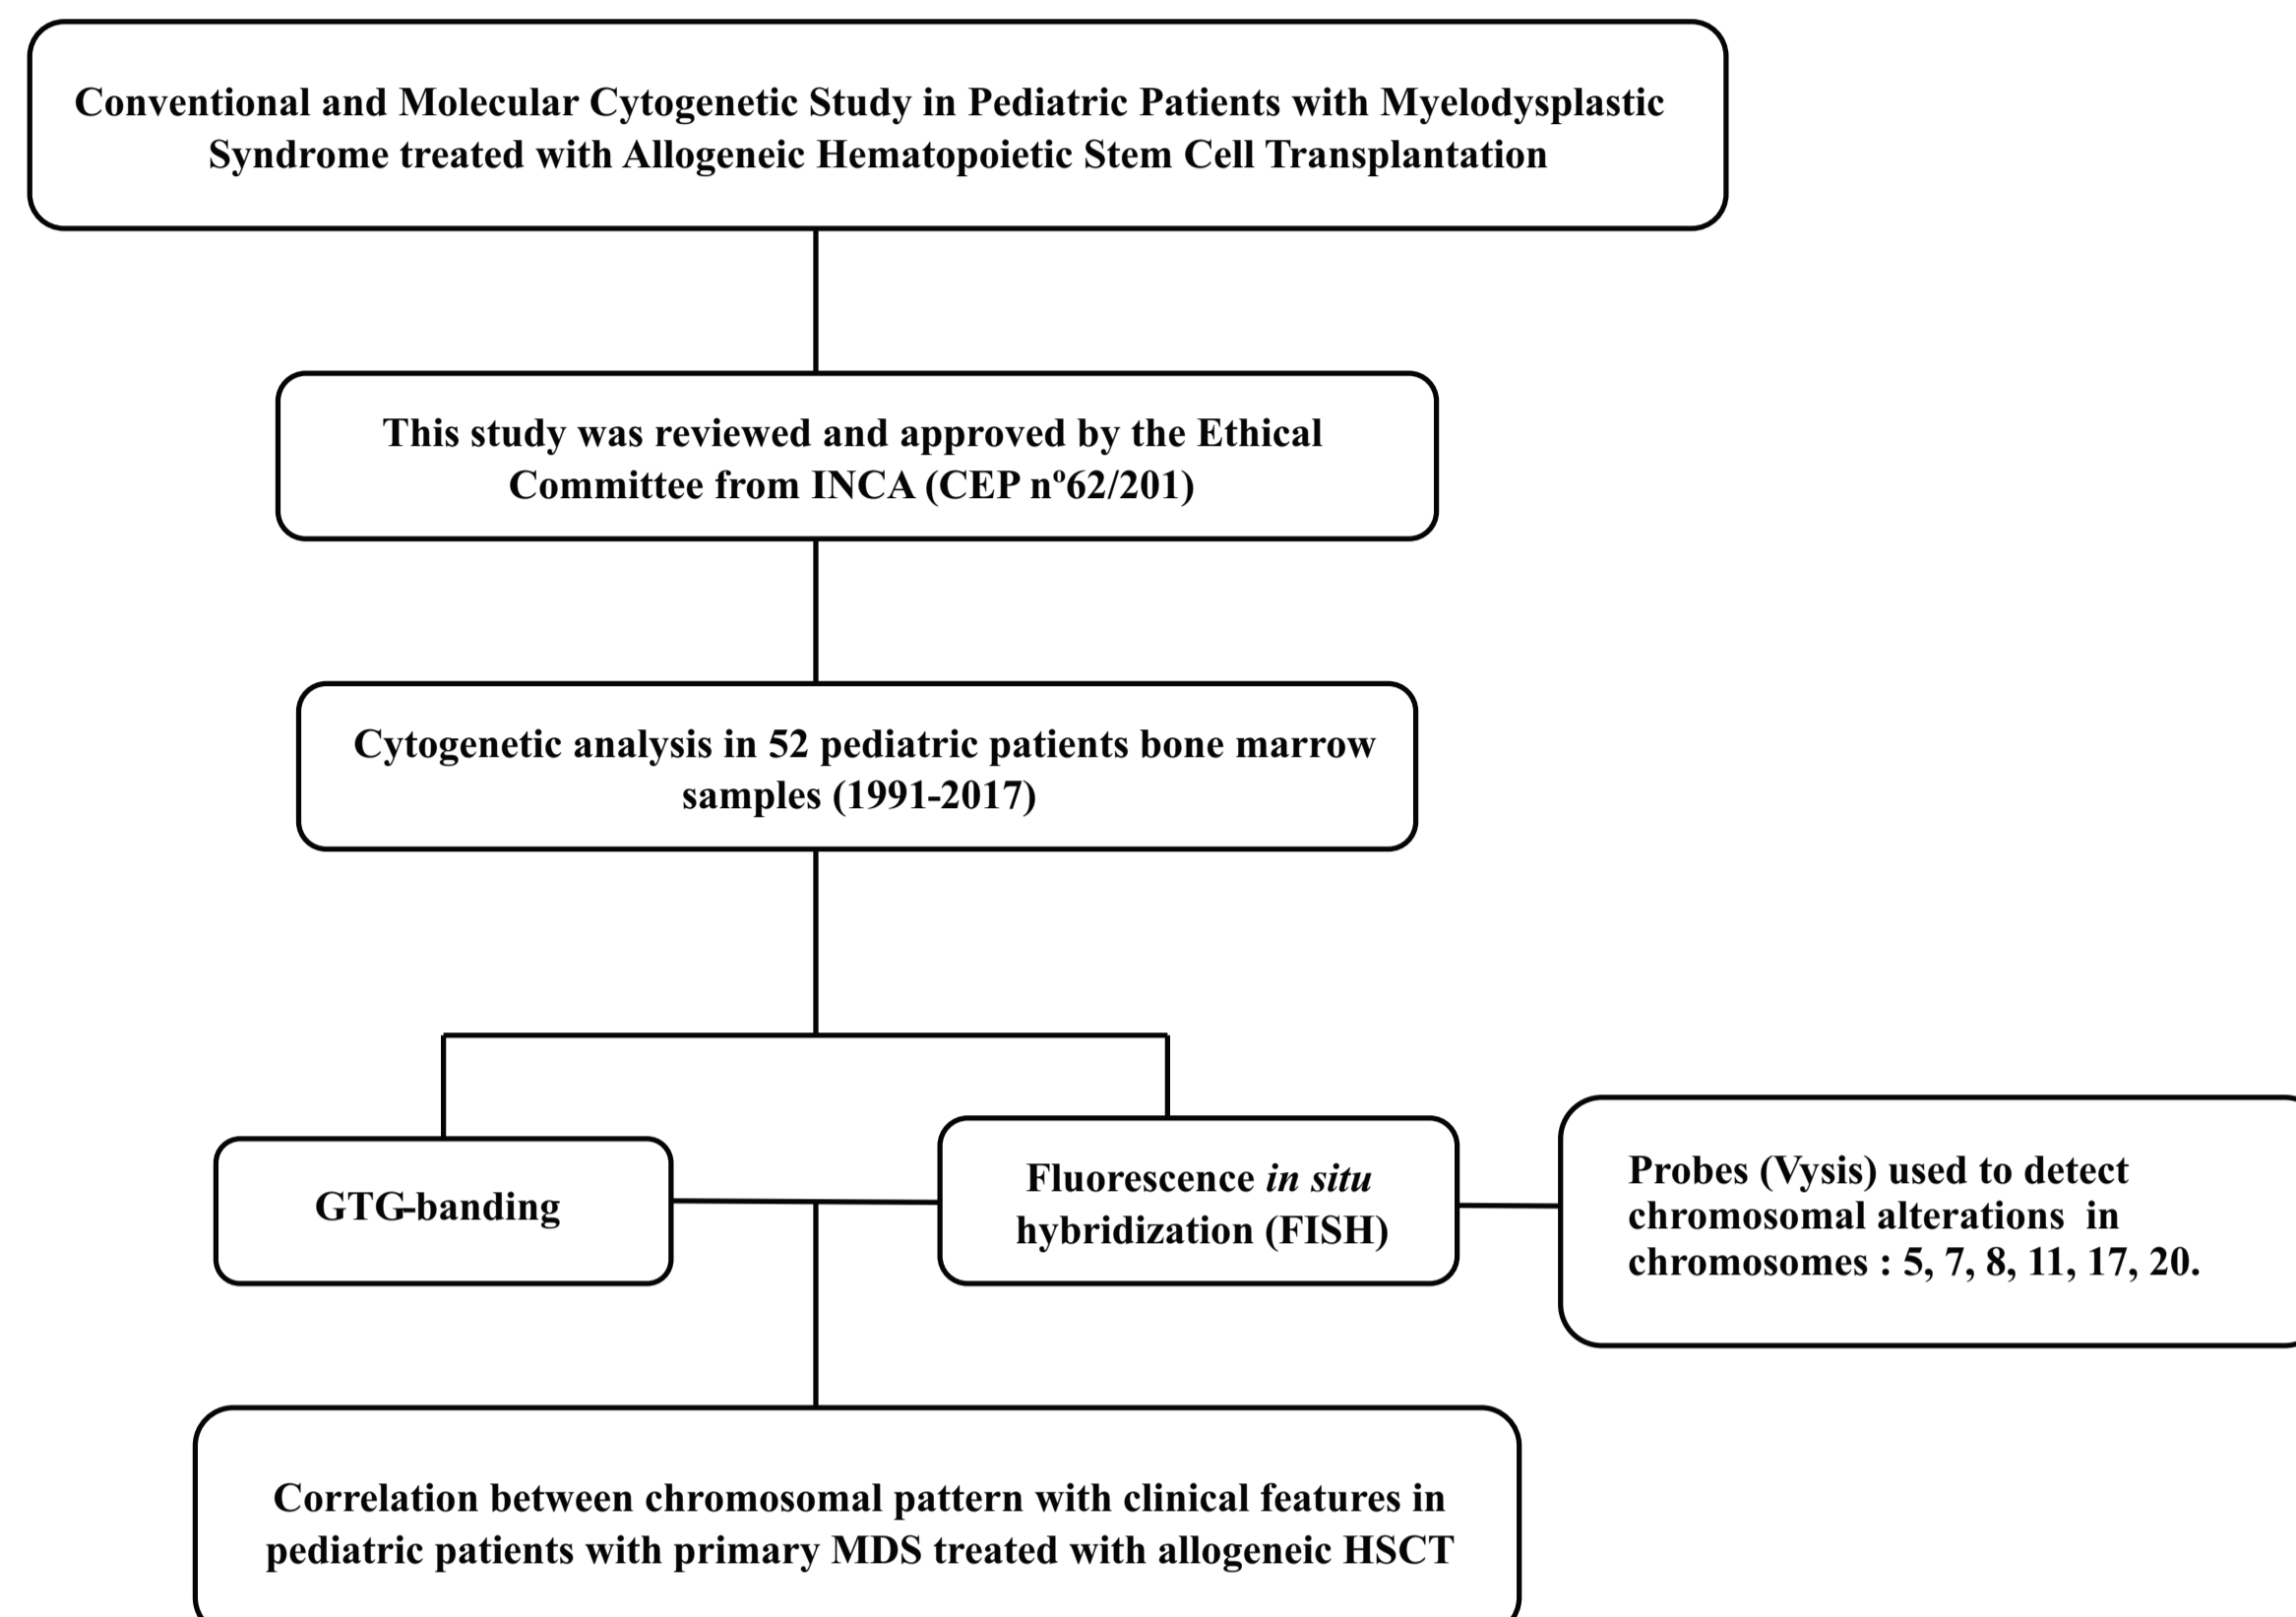 Conventional and Molecular Cytogenetic Study in Pediatric Patients with Myelodysplastic
Syndrome treated with Allogeneic Hematopoietic Stem Cell Transplantation
This study was reviewed and approved by the Ethical
Committee from INCA (CEP nº62/201)
Cytogenetic analysis in 52 pediatric patients bone marrow
samples (1991-2017)
GTG-banding
Fluorescence in situ
hybridization (FISH)
Probes (Vysis) used to detect
chromosomal alterations in
chromosomes : 5, 7, 8, 11, 17, 20.
Correlation between chromosomal pattern with clinical features in
pediatric patients with primary MDS treated with allogeneic HSCT